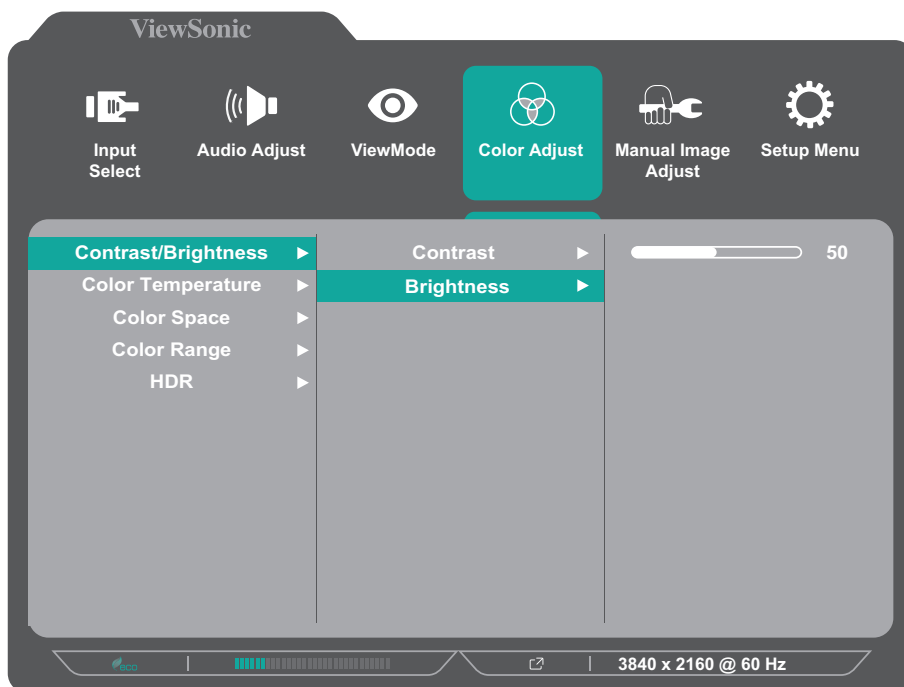 ViewSonic
Input
Select
Audio Adjust
ViewMode
Color Adjust
Manual Image
Adjust
Setup Menu
Contrast/Brightness
Color Temperature
Color Space
Color Range
HDR
Contrast
Brightness
50
eco
3840 x 2160 @ 60 Hz